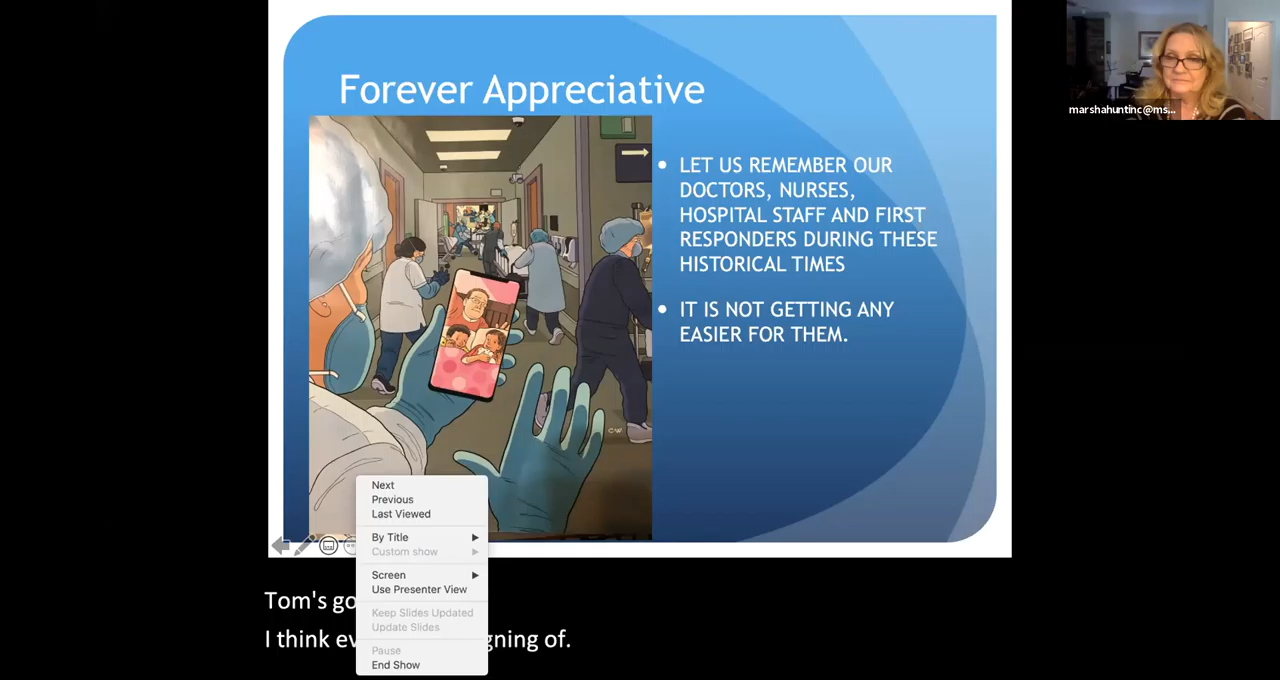 Forever Appreciative
marshahuntinc@ms...
• LET US REMEMBER OUR
DOCTORS, NURSES,
HOSPITAL STAFF AND FIRST
RESPONDERS DURING THESE
HISTORICAL TIMES
• IT IS NOT GETTING ANY
EASIER FOR THEM.
CW
Next
Previous
Last Viewed
By Title
Custom show
Screen
Use Presenter View
Keep Slides Updated
Update Slides
Pause
End Show
Tom's go
I think ev gning of.